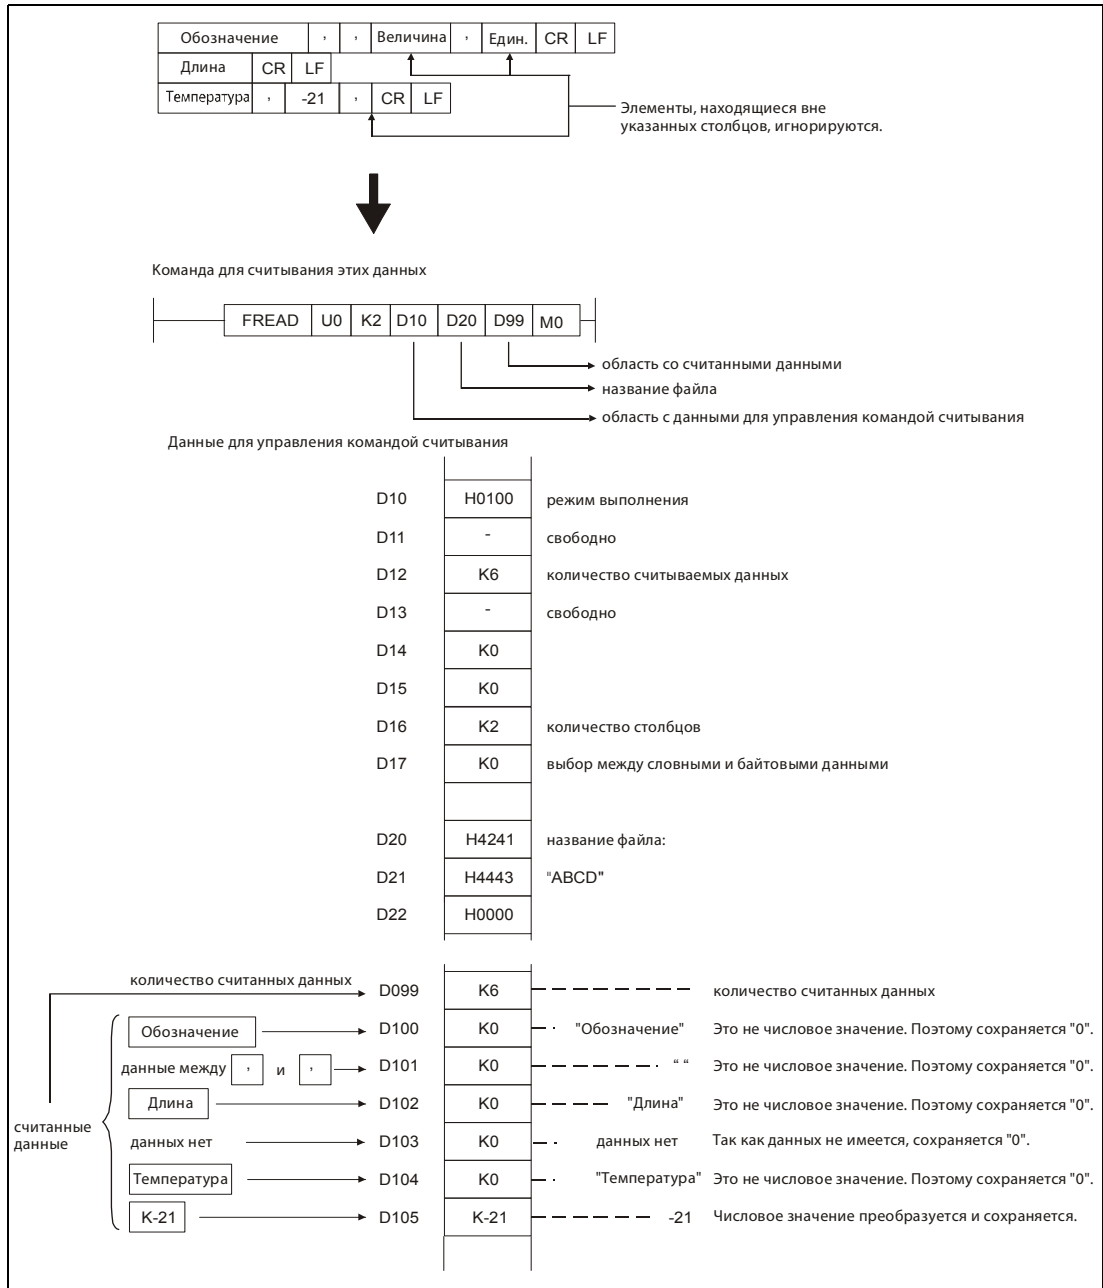 Обозначение , , Величина , Един. CR LF
Длина CR LF
Температура , -21 , CR LF
Элементы, находящиеся вне
указанных столбцов, игнорируются.
Команда для считывания этих данных
FREAD U0 K2 D10 D20 D99 M0
область со считанными данными
название файла
область с данными для управления командой считывания
Данные для управления командой считывания
D10 H0100 режим выполнения
D11 - свободно
D12 K6 количество считываемых данных
D13 - свободно
D14 K0
D15 K0
D16 K2 количество столбцов
D17 K0 выбор между словными и байтовыми данными
D20 H4241 название файла:
D21 H4443 "ABCD"
D22 H0000
количество считанных данных D099 K6 количество считанных данных
Обозначение D100 K0 "Обозначение" Это не числовое значение. Поэтому сохраняется "0".
данные между , и , D101 K0 “ “ Это не числовое значение. Поэтому сохраняется "0".
Длина D102 K0 "Длина" Это не числовое значение. Поэтому сохраняется "0".
считанные
данные
данных нет D103 K0 данных нет Так как данных не имеется, сохраняется "0".
Температура D104 K0 "Температура" Это не числовое значение. Поэтому сохраняется "0".
K-21 D105 K-21 -21 Числовое значение преобразуется и сохраняется.